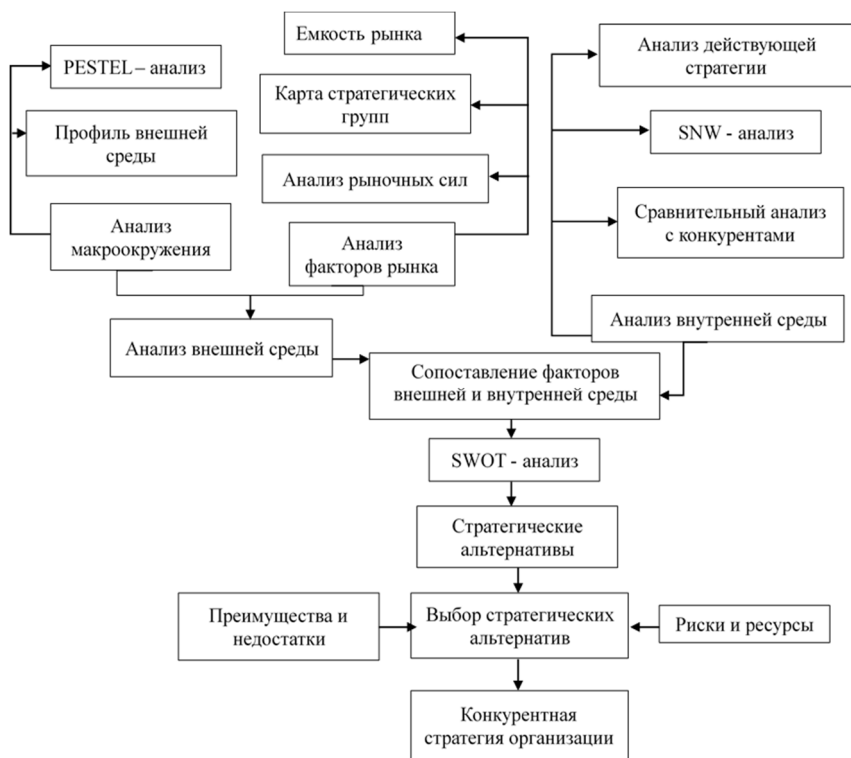 Емкость рынка
PESTEL – анализ
Карта стратегических
групп
Профиль внешней
среды
Анализ рыночных сил
Анализ
макроокружения
Анализ
факторов рынка
Анализ действующей
стратегии
SNW - анализ
Сравнительный анализ
с конкурентами
Анализ внутренней среды
Анализ внешней среды
Сопоставление факторов
внешней и внутренней среды
SWOT - анализ
Стратегические
альтернативы
Преимущества и
недостатки
Выбор стратегических
альтернатив
Риски и ресурсы
Конкурентная
стратегия организации